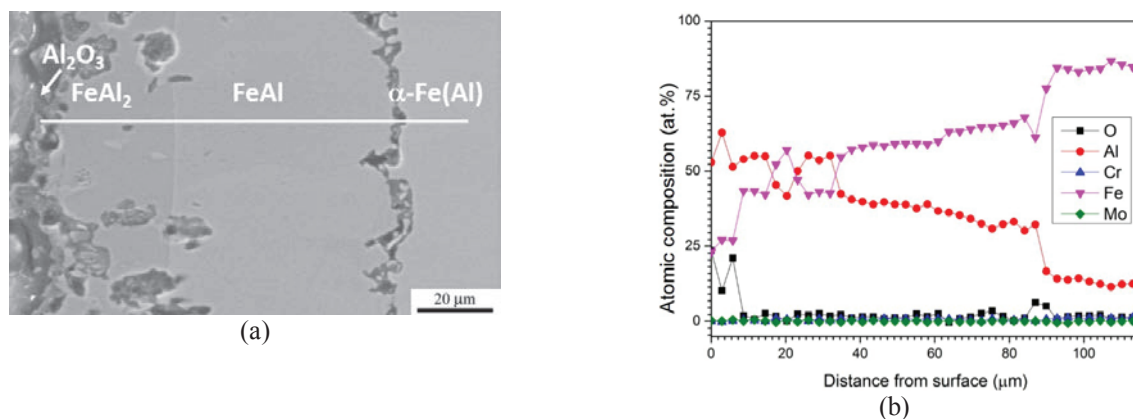 Al₂O₃
FeAl₂
FeAl
α-Fe(Al)
20 μm
(a)
Atomic composition (at.%)
100
75
50
25
0
O
Al
Cr
Fe
Mo
0
20
40
60
80
100
Distance from surface (μm)
(b)